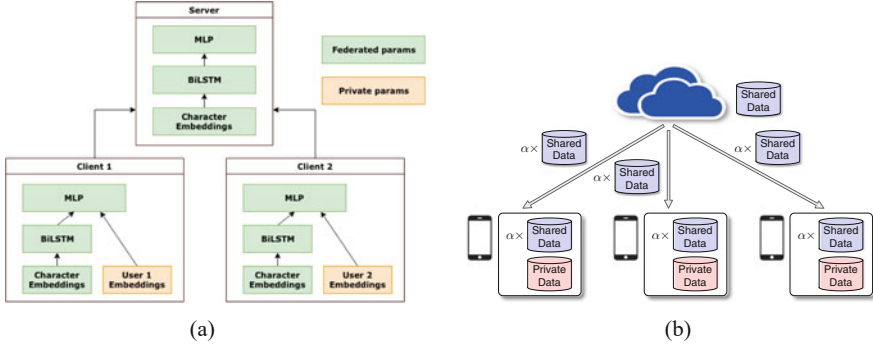 Server
MLP
BiLSTM
Character
Embeddings
Federated params
Private params
Client 1
MLP
BiLSTM
Character
Embeddings
User 1
Embeddings
Client 2
MLP
BiLSTM
Character
Embeddings
User 2
Embeddings
(a)
Shared
Data
α× Shared
Data
α× Shared
Data
α× Shared
Data
α× Shared
Data
Private
Data
α× Shared
Data
Private
Data
α× Shared
Data
Private
Data
(b)